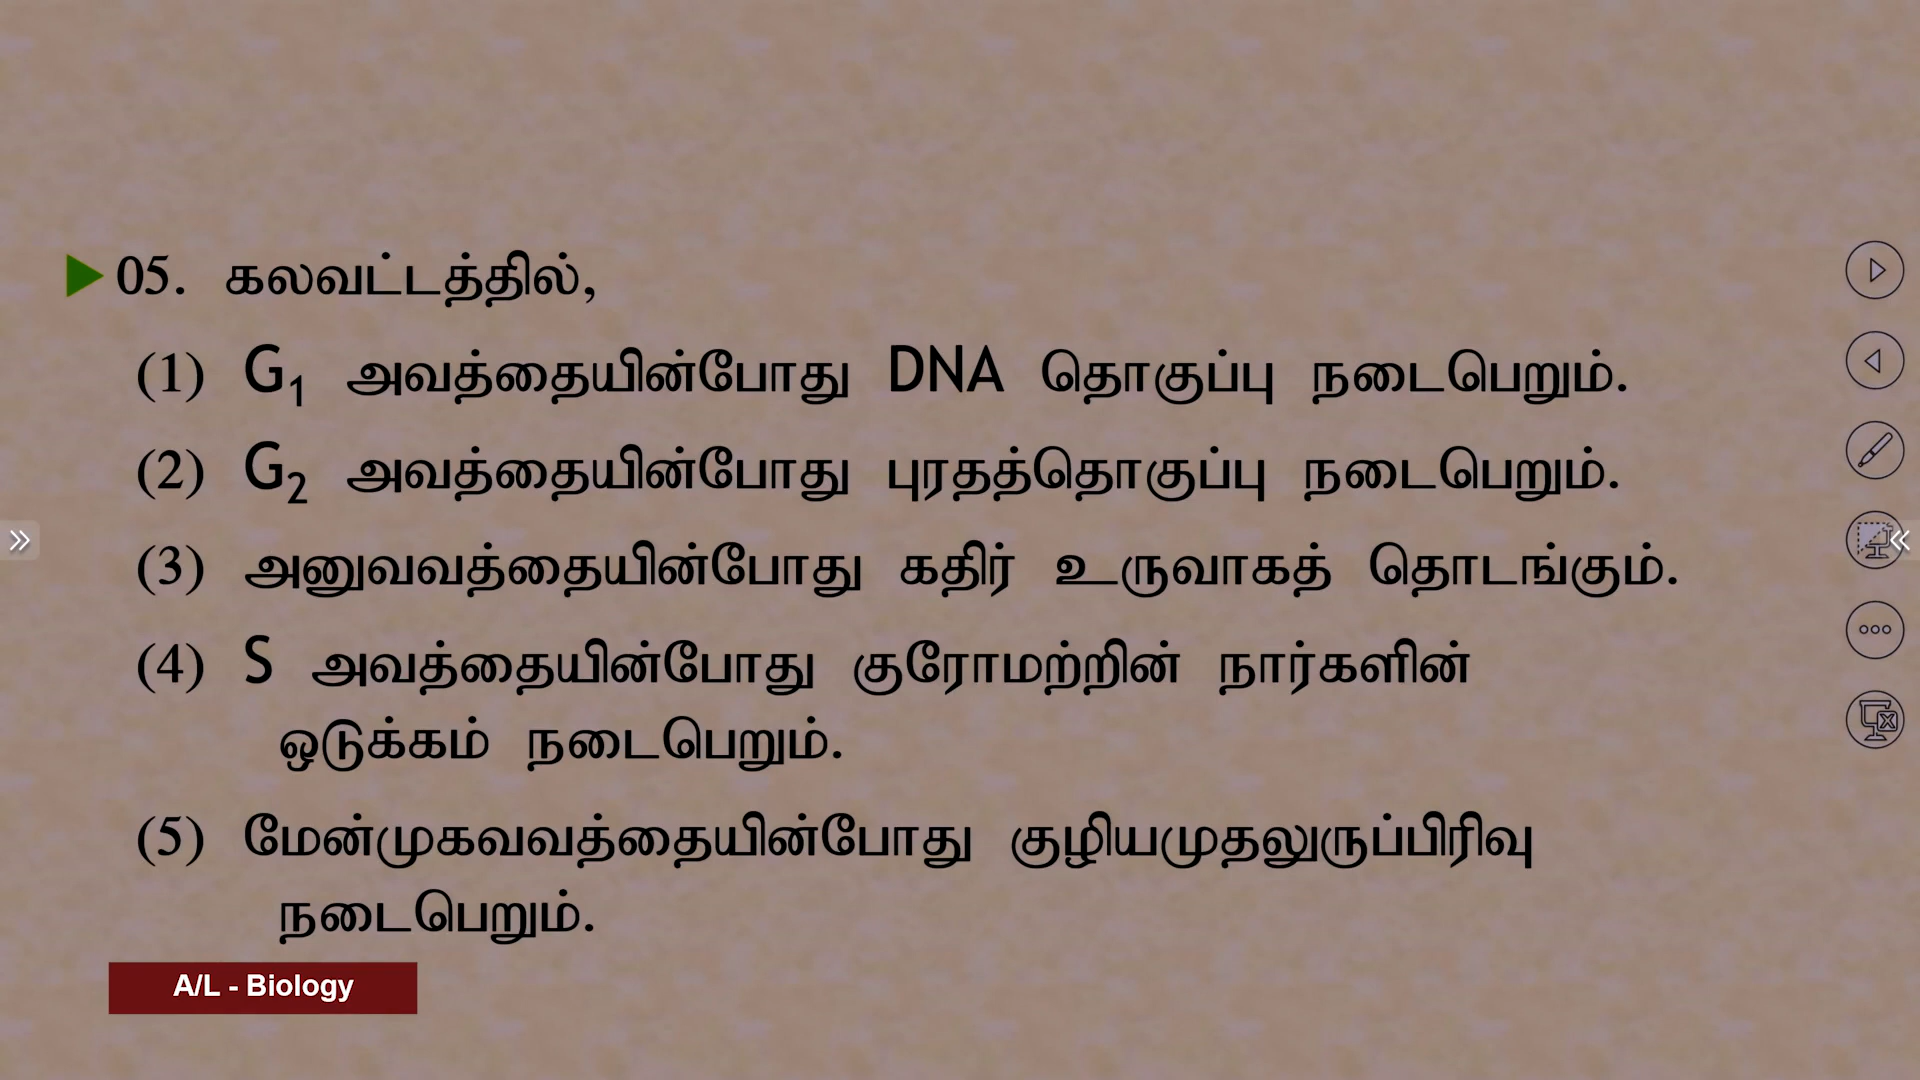 05. கலவட்டத்தில்,
(1) G₁ அவத்தையின்போது DNA தொகுப்பு நடைபெறும்.
(2) G₂ அவத்தையின்போது புரதத்தொகுப்பு நடைபெறும்.
(3) அனுவவத்தையின்போது கதிர் உருவாகத் தொடங்கும்.
(4) S அவத்தையின்போது குரோமற்றின் நார்களின்
ஒடுக்கம் நடைபெறும்.
(5) மேன்முகவவத்தையின்போது குழியமுதலுருப்பிரிவு
நடைபெறும்.
A/L - Biology